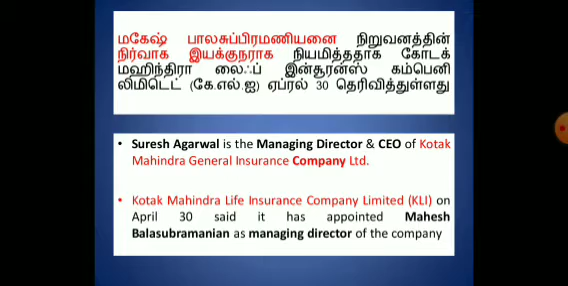 மகேஷ் பாலசுப்பிரமணியனை நிறுவனத்தின்
நிர்வாக இயக்குநராக நியமித்ததாக கோடக்
மஹிந்திரா லைஃப் இன்சூரன்ஸ் கம்பெனி
லிமிடெட் (கே.எல்.ஐ) ஏப்ரல் 30 தெரிவித்துள்ளது
• Suresh Agarwal is the Managing Director & CEO of Kotak
Mahindra General Insurance Company Ltd.
• Kotak Mahindra Life Insurance Company Limited (KLI) on
April 30 said it has appointed Mahesh
Balasubramanian as managing director of the company